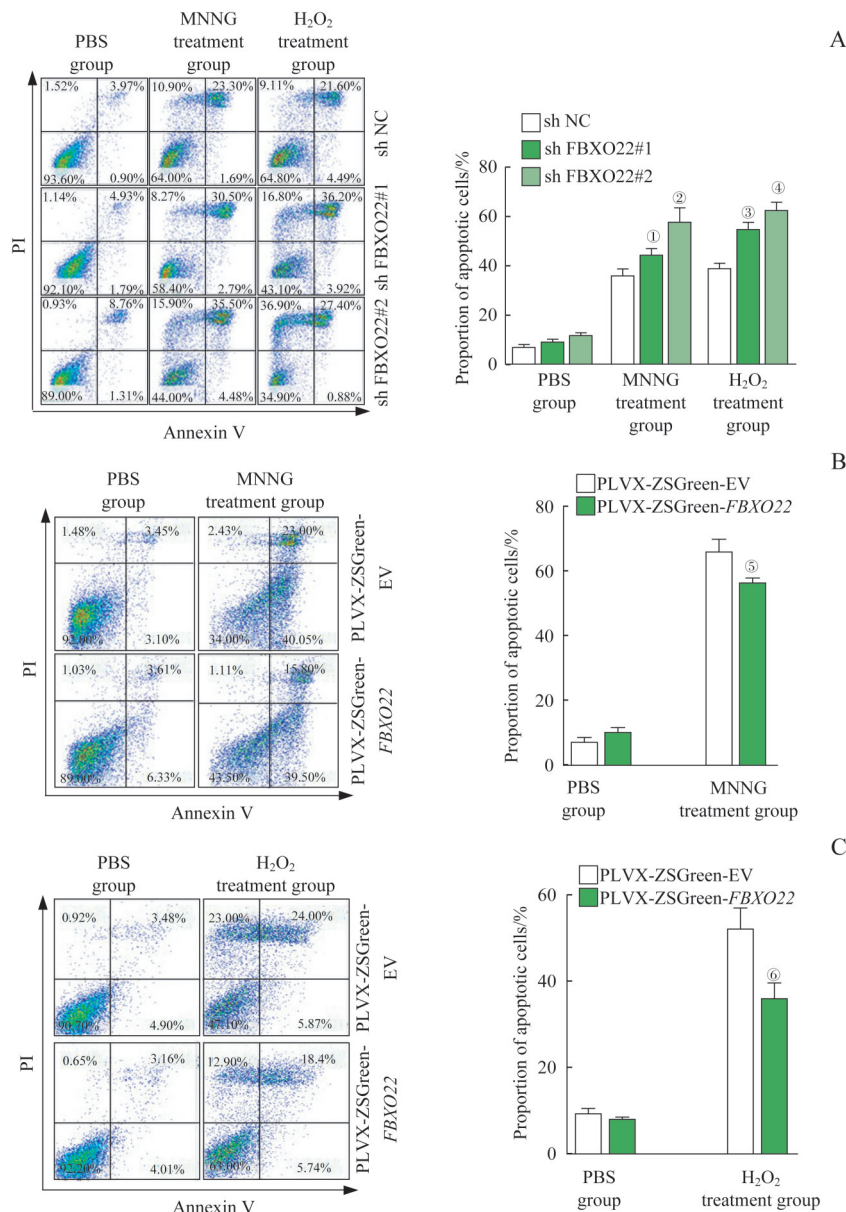 A
PBS
group
MNNG
treatment
group
H₂O₂
treatment
group
1.52% 3.97% 10.90% 23.30% 9.11% 21.60%
93.60% 0.90% 64.00% 1.69% 64.80% 4.49%
sh NC
1.14% 4.93% 8.27% 30.50% 16.80% 36.20%
92.10% 1.79% 58.40% 2.79% 43.10% 3.92%
sh FBXO22#1
0.93% 8.76% 15.90% 35.50% 36.90% 27.40%
89.00% 1.31% 44.00% 4.48% 34.90% 0.88%
sh FBXO22#2
PI
Annexin V
sh NC
sh FBXO22#1
sh FBXO22#2
Proportion of apoptotic cells/%
80
60
40
20
0
① ② ③ ④
PBS
group
MNNG
treatment
group
H₂O₂
treatment
group
B
PBS
group
MNNG
treatment group
1.48% 3.45% 2.43% 23.00%
3.10% 34.00% 40.05%
PLVX-ZSGreen-
EV
1.03% 3.61% 1.11% 15.80%
89.00% 6.33% 43.50% 39.50%
PLVX-ZSGreen-
FBXO22
PI
Annexin V
PLVX-ZSGreen-EV
PLVX-ZSGreen-FBXO22
Proportion of apoptotic cells/%
80
60
40
20
0
⑤
PBS
group
MNNG
treatment group
C
PBS
group
H₂O₂
treatment group
0.92% 3.48% 23.00% 24.00%
90.70% 4.90% 47.10% 5.87%
PLVX-ZSGreen-
EV
0.65% 3.16% 12.90% 18.4%
92.20% 4.01% 63.00% 5.74%
PLVX-ZSGreen-
FBXO22
PI
Annexin V
PLVX-ZSGreen-EV
PLVX-ZSGreen-FBXO22
Proportion of apoptotic cells/%
60
40
20
0
⑥
PBS
group
H₂O₂
treatment group